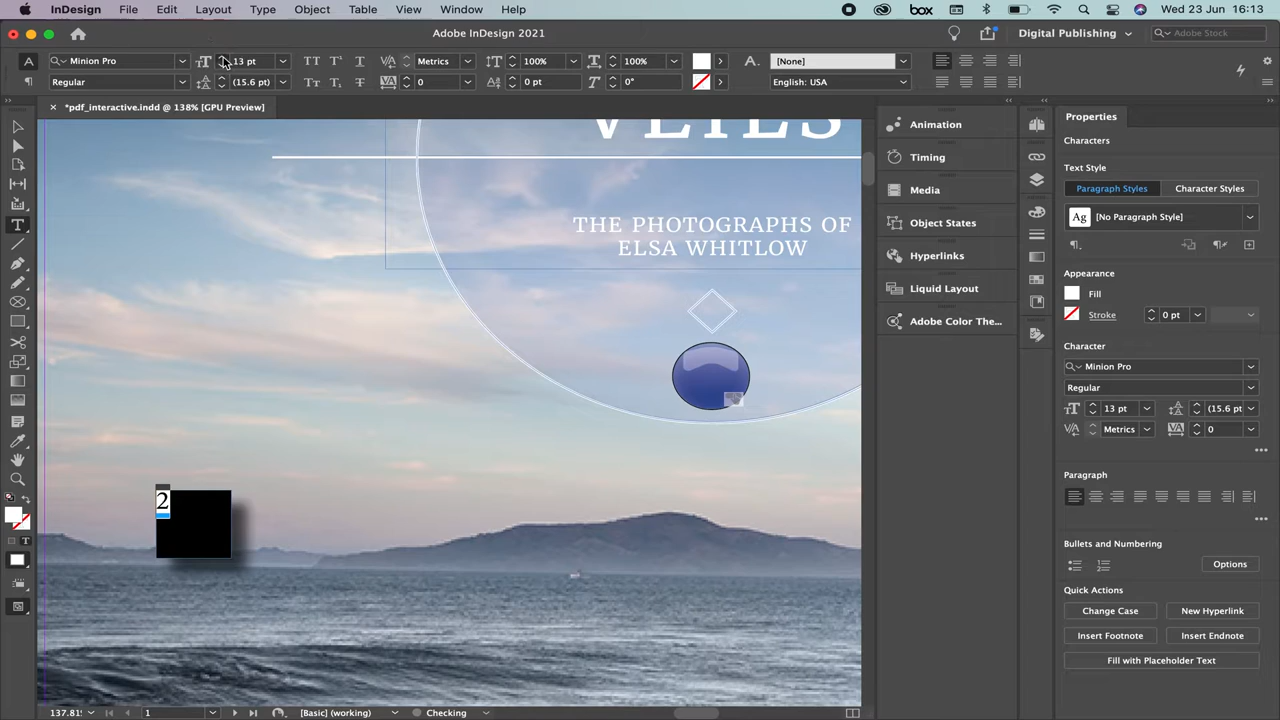 InDesign File Edit Layout Type Object Table View Window Help
box
Wed 23 Jun 16:13
Adobe InDesign 2021
Digital Publishing
Adobe Stock
A Minion Pro 13 pt Metrics 100% 100% A. [None]
Regular (15.6 pt) 0 0 pt 0° English: USA
*pdf_interactive.indd @ 138% [GPU Preview]
Animation
Timing
Media
Object States
Hyperlinks
Liquid Layout
Adobe Color The...
THE PHOTOGRAPHS OF
ELSA WHITLOW
2
Properties
Characters
Text Style
Paragraph Styles Character Styles
Ag [No Paragraph Style]
Appearance
Fill
Stroke 0 pt
Character
Minion Pro
Regular
13 pt (15.6 pt
Metrics 0
Paragraph
Bullets and Numbering
Options
Quick Actions
Change Case New Hyperlink
Insert Footnote Insert Endnote
Fill with Placeholder Text
1 [Basic] (working) Checking